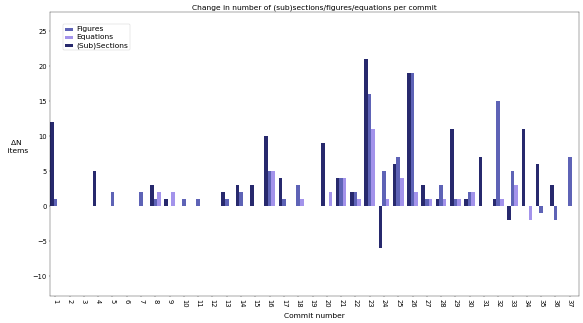 Change in number of (sub)sections/figures/equations per commit
Figures
Equations
(Sub)Sections
25
20
15
10
5
0
−5
−10
ΔN
items
1 2 3 4 5 6 7 8 9 10 11 12 13 14 15 16 17 18 19 20 21 22 23 24 25 26 27 28 29 30 31 32 33 34 35 36 37
Commit number